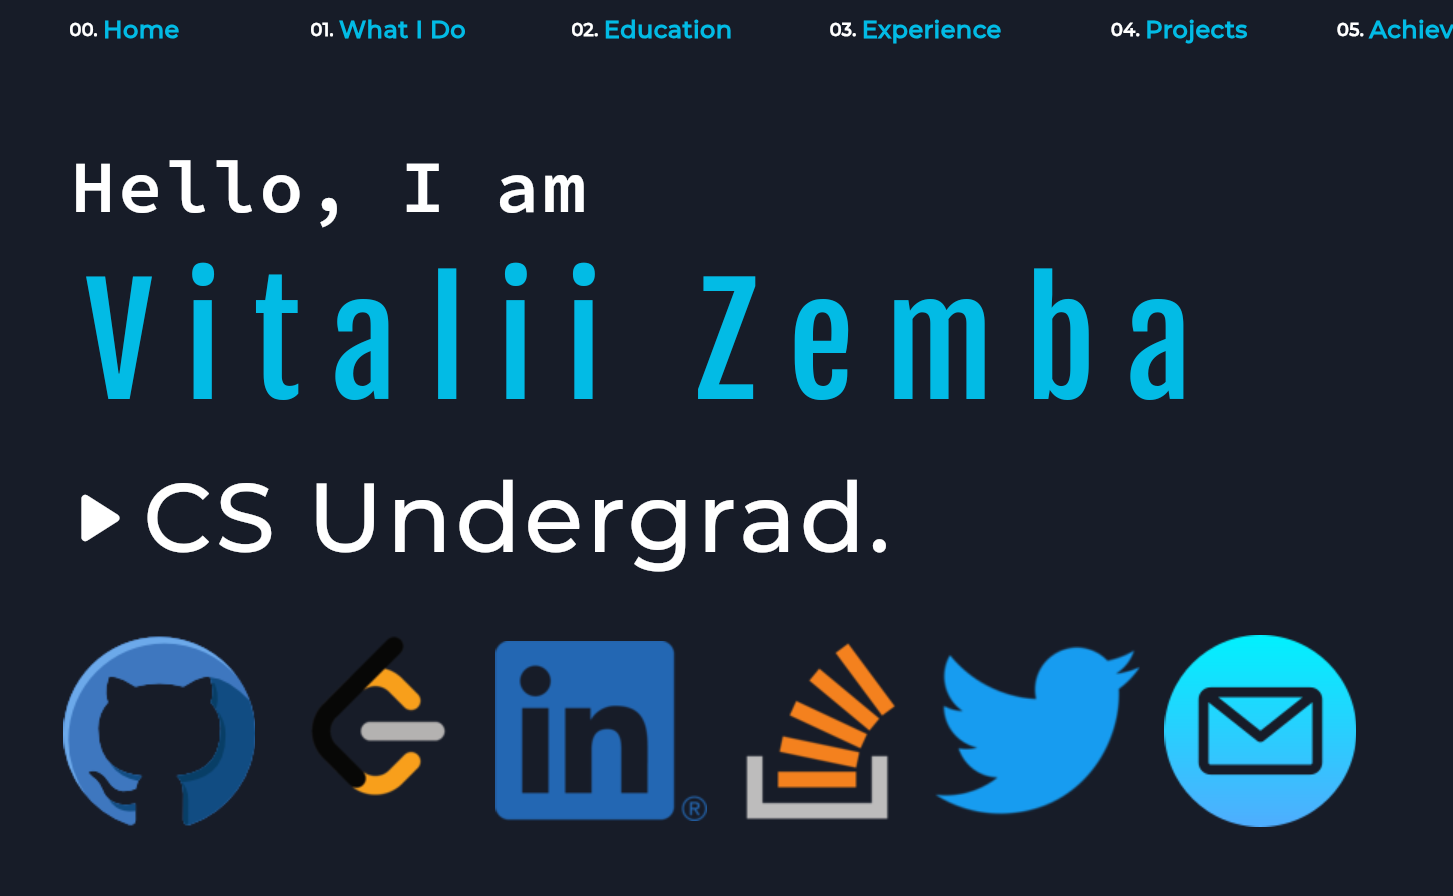 00. Home 01. What I Do 02. Education 03. Experience 04. Projects 05. Achiev
Hello, I am
Vitalii Zemba
CS Undergrad.
in ®